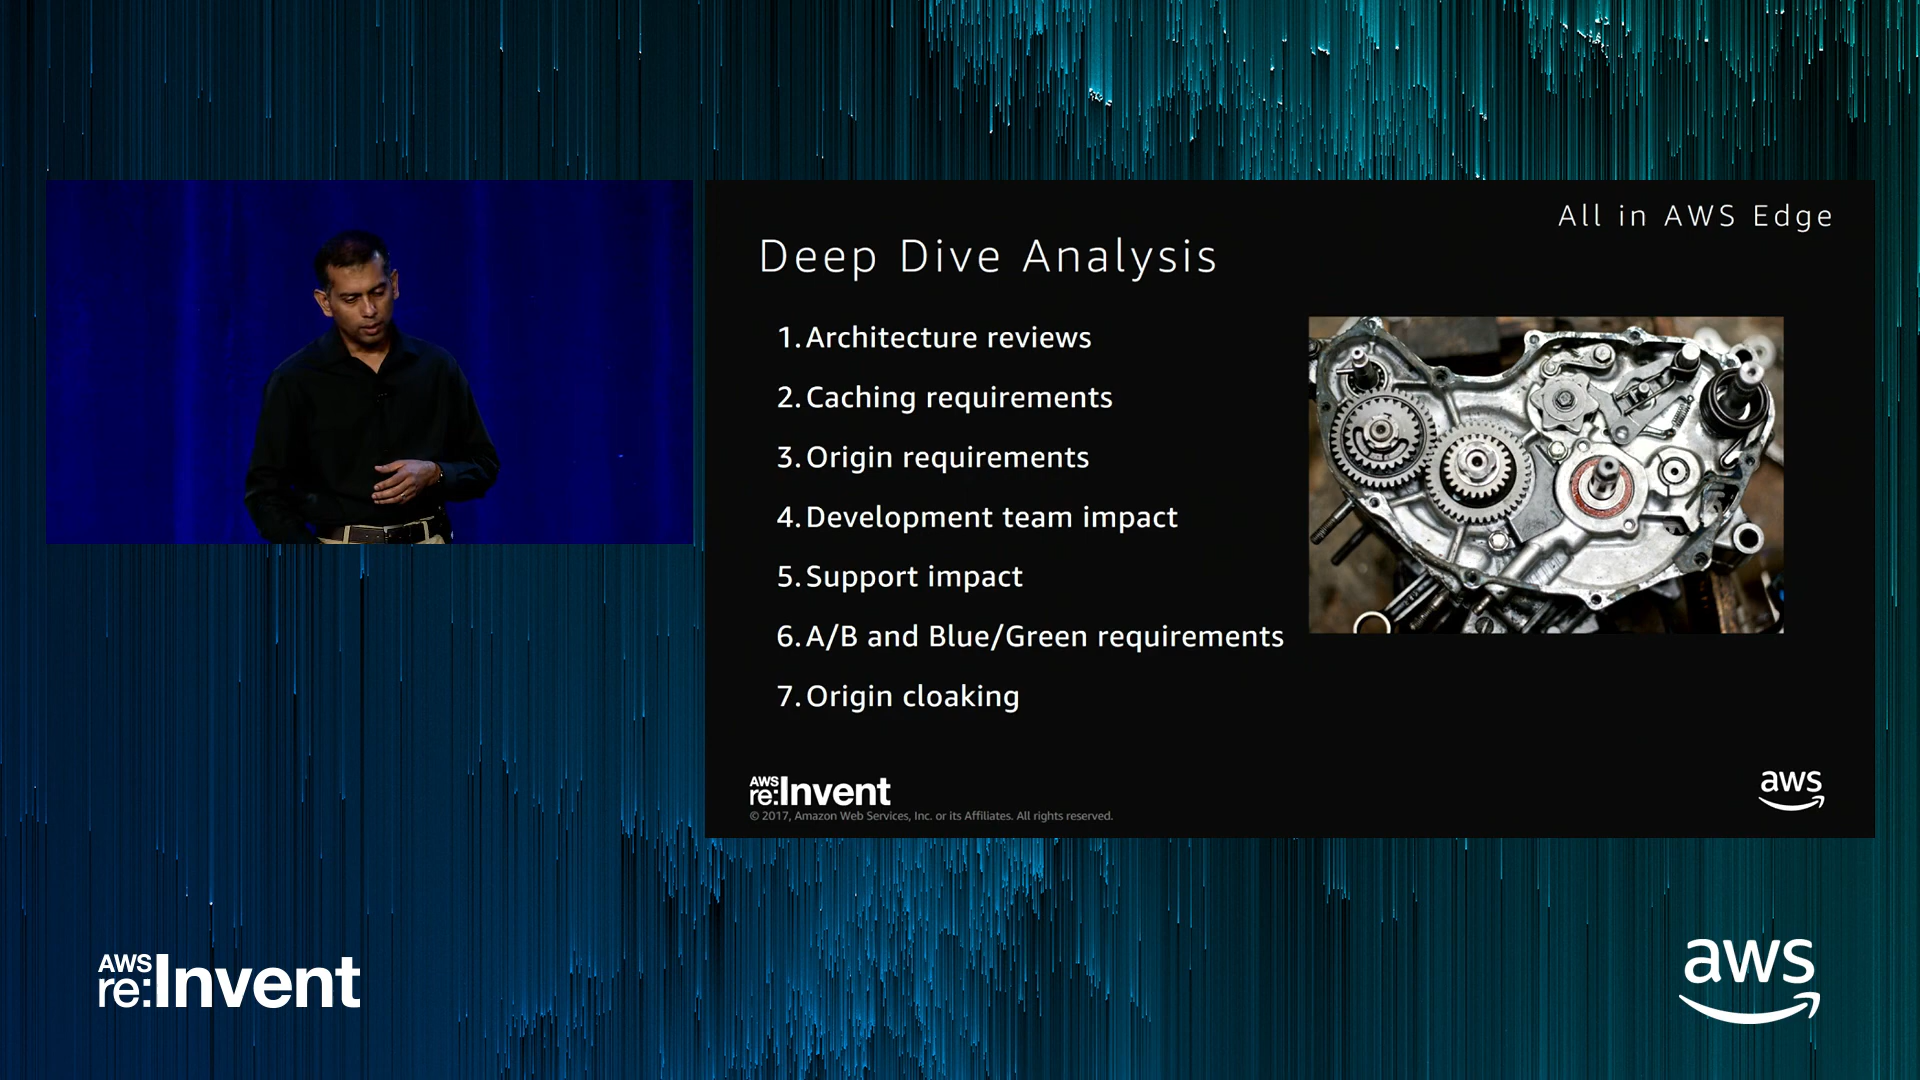 All in AWS Edge
Deep Dive Analysis
1. Architecture reviews
2. Caching requirements
3. Origin requirements
4. Development team impact
5. Support impact
6. A/B and Blue/Green requirements
7. Origin cloaking
AWS
re:Invent
aws
© 2017, Amazon Web Services, Inc. or its Affiliates. All rights reserved.
AWS
re:Invent
aws